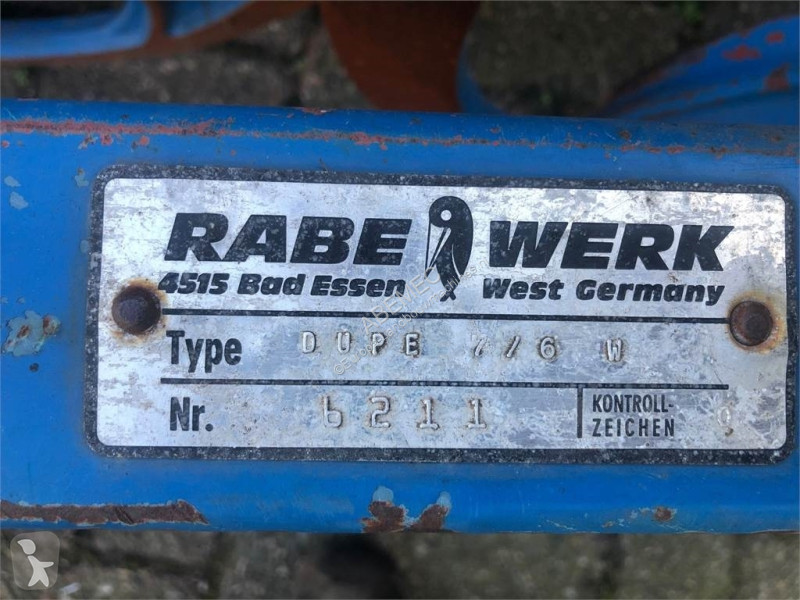 RABE WERK
4515 Bad Essen West Germany
Type DUPE 7/6 W
Nr. 6211 KONTROLL-
ZEICHEN